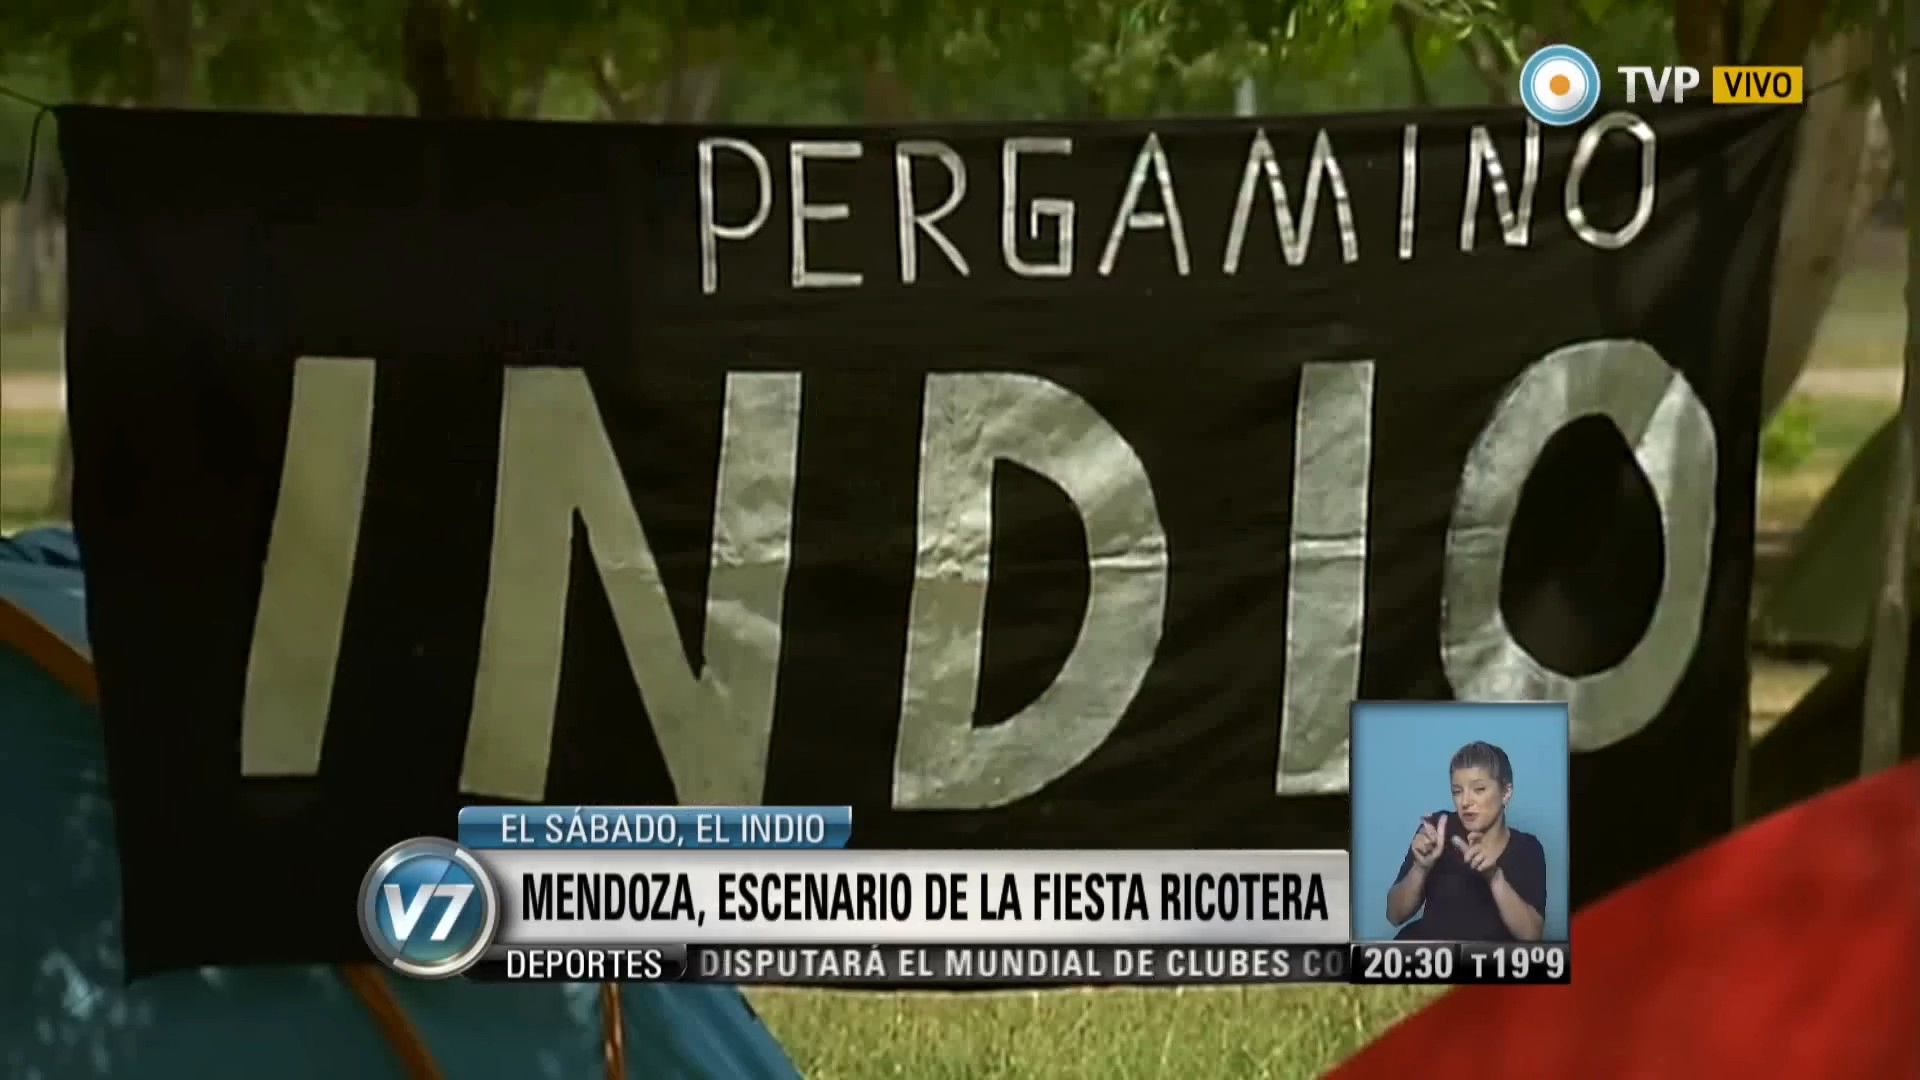 TVP VIVO
PERGAMINO
INDIO
EL SÁBADO, EL INDIO
V7
MENDOZA, ESCENARIO DE LA FIESTA RICOTERA
DEPORTES DISPUTARÁ EL MUNDIAL DE CLUBES CO
20:30 T19º9